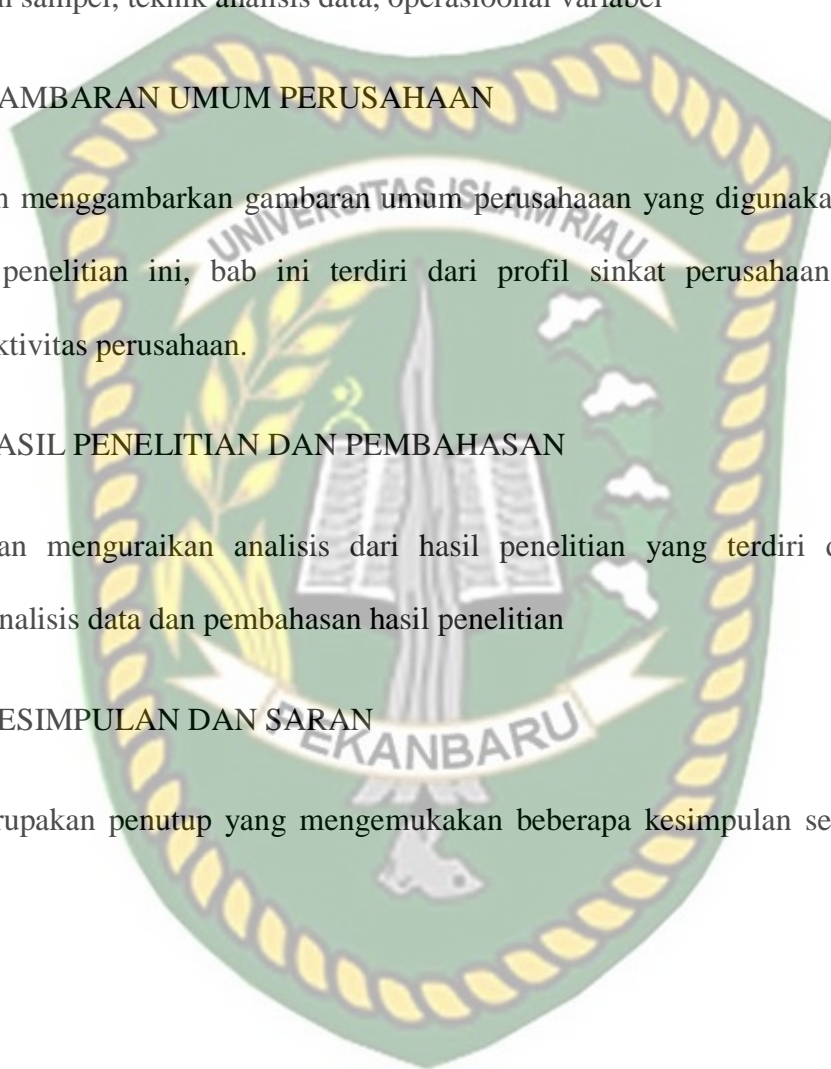 sampel, teknik analisis data, operasioonal variabel
AMBARAN UMUM PERUSAHAAN
n menggambarkan gambaran umum perusahaaan yang digunaka
UNIVERSITAS ISLAM RIAU
penelitian ini, bab ini terdiri dari profil sinkat perusahaan
ktivitas perusahaan.
ASIL PENELITIAN DAN PEMBAHASAN
an menguraikan analisis dari hasil penelitian yang terdiri d
nalisis data dan pembahasan hasil penelitian
ESIMPULAN DAN SARAN
PEKANBARU
rupakan penutup yang mengemukakan beberapa kesimpulan se